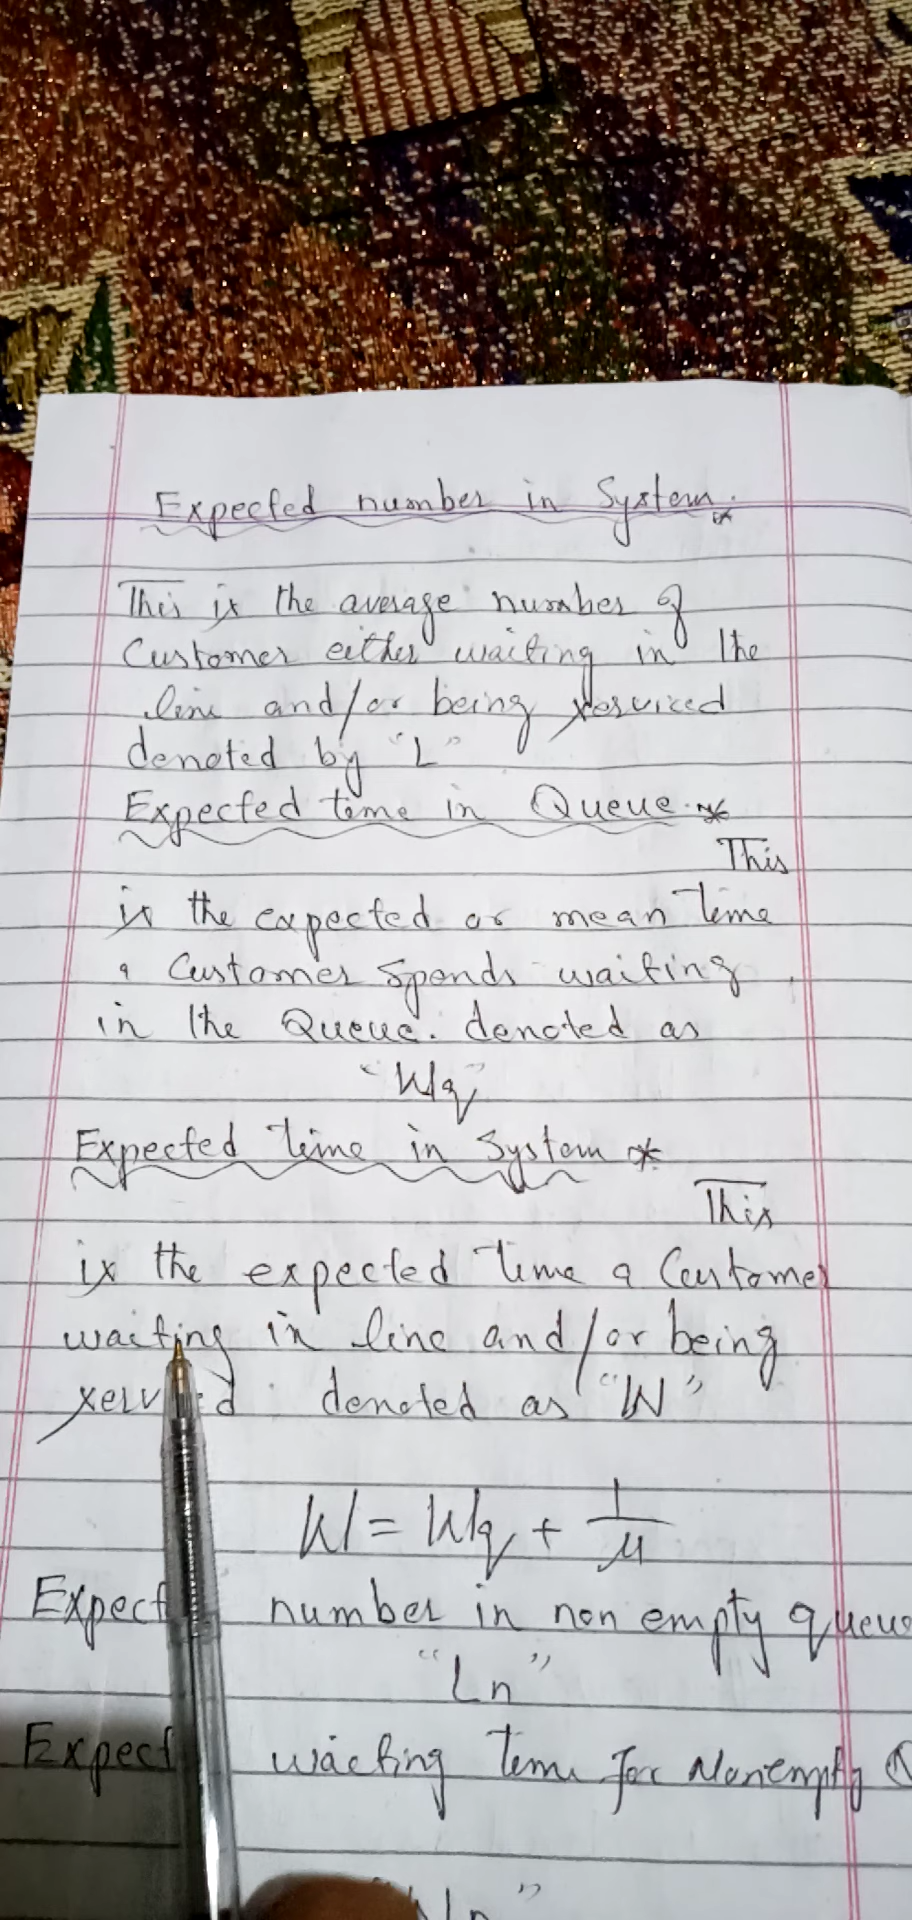 Expected number in System.
This is the average number of
Customer either waiting in the
line and/or being serviced
denoted by "L"
Expected time in Queue.*
This
is the expected or mean time
a Customer Spends waiting
in the Queue. denoted as
"Wq"
Expected time in System *
This
is the expected time a Customer
waiting in line and/or being
served. denoted as "W"
W = Wq + 1/μ
Expect number in non empty queue
"Ln"
Expect waiting time for Nonempty